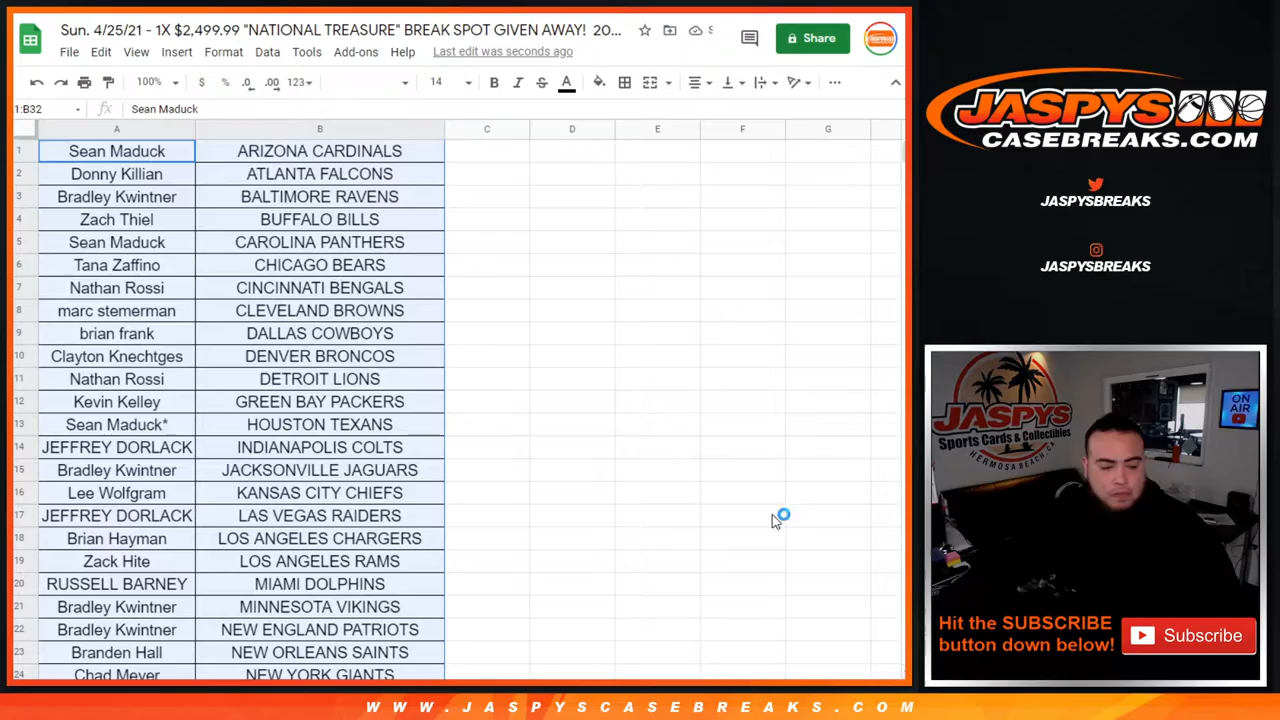 Sun. 4/25/21 - 1X $2,499.99 "NATIONAL TREASURE" BREAK SPOT GIVEN AWAY! 20...
File Edit View Insert Format Data Tools Add-ons Help Last edit was seconds ago
Share
100% $ % .0 .00 123 14 B I S A
1:B32 fx Sean Maduck
A B C D E F G
1 Sean Maduck ARIZONA CARDINALS
2 Donny Killian ATLANTA FALCONS
3 Bradley Kwintner BALTIMORE RAVENS
4 Zach Thiel BUFFALO BILLS
5 Sean Maduck CAROLINA PANTHERS
6 Tana Zaffino CHICAGO BEARS
7 Nathan Rossi CINCINNATI BENGALS
8 marc stemerman CLEVELAND BROWNS
9 brian frank DALLAS COWBOYS
10 Clayton Knechtges DENVER BRONCOS
11 Nathan Rossi DETROIT LIONS
12 Kevin Kelley GREEN BAY PACKERS
13 Sean Maduck* HOUSTON TEXANS
14 JEFFREY DORLACK INDIANAPOLIS COLTS
15 Bradley Kwintner JACKSONVILLE JAGUARS
16 Lee Wolfgram KANSAS CITY CHIEFS
17 JEFFREY DORLACK LAS VEGAS RAIDERS
18 Brian Hayman LOS ANGELES CHARGERS
19 Zack Hite LOS ANGELES RAMS
20 RUSSELL BARNEY MIAMI DOLPHINS
21 Bradley Kwintner MINNESOTA VIKINGS
22 Bradley Kwintner NEW ENGLAND PATRIOTS
23 Branden Hall NEW ORLEANS SAINTS
24 Chad Meyer NEW YORK GIANTS
JASPYS
CASEBREAKS.COM
JASPYSBREAKS
JASPYSBREAKS
JASPYS
Sports Cards & Collectibles
HERMOSA BEACH, CA
ON
AIR
Hit the SUBSCRIBE
button down below!
Subscribe
WWW.JASPYSCASEBREAKS.COM